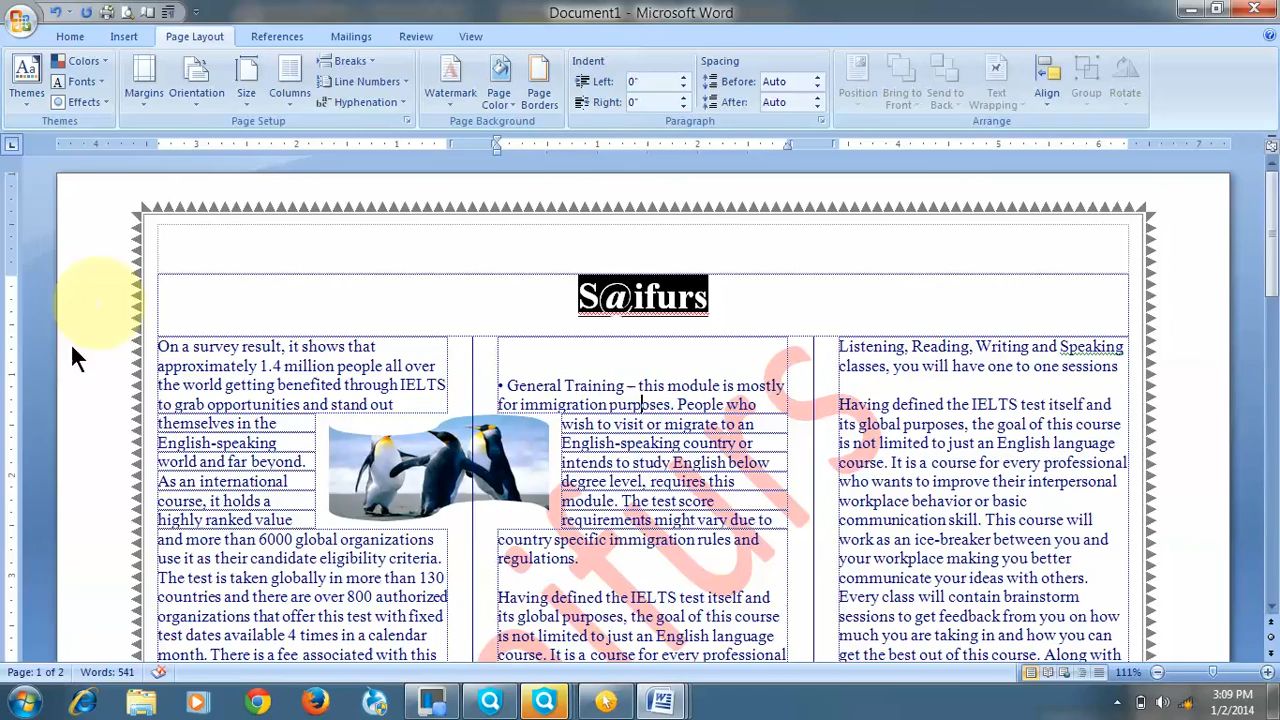 Document1 - Microsoft Word
Home Insert Page Layout References Mailings Review View
Themes
Colors
Fonts
Effects
Themes
Margins
Orientation
Size
Columns
Breaks
Line Numbers
Hyphenation
Page Setup
Watermark
Page
Color
Page
Borders
Page Background
Indent
Left: 0"
Right: 0"
Spacing
Before: Auto
After: Auto
Paragraph
Position
Bring to
Front
Send to
Back
Text
Wrapping
Align
Group
Rotate
Arrange
4 3 2 1 1 2 4 5 6 7
S@ifurs
On a survey result, it shows that
approximately 1.4 million people all over
the world getting benefited through IELTS
to grab opportunities and stand out
themselves in the
English-speaking
world and far beyond.
As an international
course, it holds a
highly ranked value
and more than 6000 global organizations
use it as their candidate eligibility criteria.
The test is taken globally in more than 130
countries and there are over 800 authorized
organizations that offer this test with fixed
test dates available 4 times in a calendar
month. There is a fee associated with this
• General Training – this module is mostly
for immigration purposes. People who
wish to visit or migrate to an
English-speaking country or
intends to study English below
degree level, requires this
module. The test score
requirements might vary due to
country specific immigration rules and
regulations.
Having defined the IELTS test itself and
its global purposes, the goal of this course
is not limited to just an English language
course. It is a course for every professional
Listening, Reading, Writing and Speaking
classes, you will have one to one sessions
Having defined the IELTS test itself and
its global purposes, the goal of this course
is not limited to just an English language
course. It is a course for every professional
who wants to improve their interpersonal
workplace behavior or basic
communication skill. This course will
work as an ice-breaker between you and
your workplace making you better
communicate your ideas with others.
Every class will contain brainstorm
sessions to get feedback from you on how
much you are taking in and how you can
get the best out of this course. Along with
ifurs
Page: 1 of 2 Words: 541 111%
3:09 PM
1/2/2014